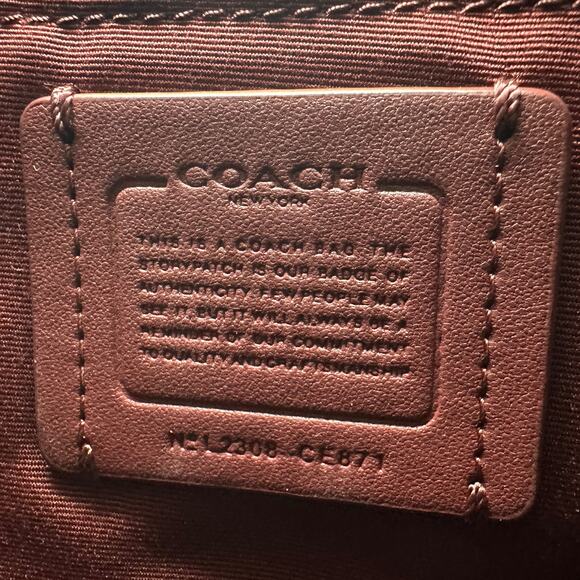 COACH
NEW YORK
THIS IS A COACH BAG. THE
STORYPATCH IS OUR BADGE OF
AUTHENTICITY. FEW PEOPLE MAY
SEE IT, BUT IT WILL ALWAYS BE A
REMINDER OF OUR COMMITMENT
TO QUALITY AND CRAFTSMANSHIP
Nº L2308-CE871